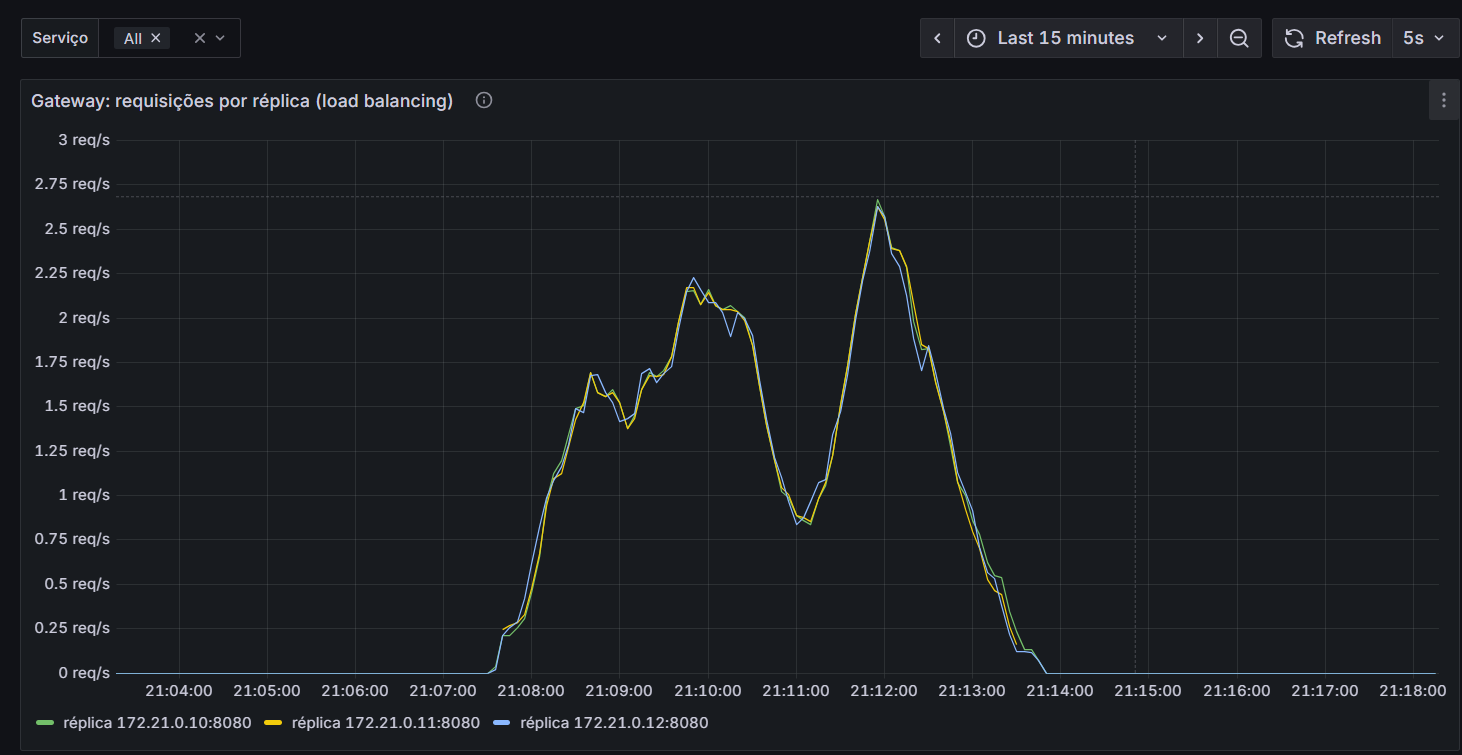 Serviço All Last 15 minutes Refresh 5s
Gateway: requisições por réplica (load balancing)
3 req/s
2.75 req/s
2.5 req/s
2.25 req/s
2 req/s
1.75 req/s
1.5 req/s
1.25 req/s
1 req/s
0.75 req/s
0.5 req/s
0.25 req/s
0 req/s
21:04:00 21:05:00 21:06:00 21:07:00 21:08:00 21:09:00 21:10:00 21:11:00 21:12:00 21:13:00 21:14:00 21:15:00 21:16:00 21:17:00 21:18:00
réplica 172.21.0.10:8080 réplica 172.21.0.11:8080 réplica 172.21.0.12:8080